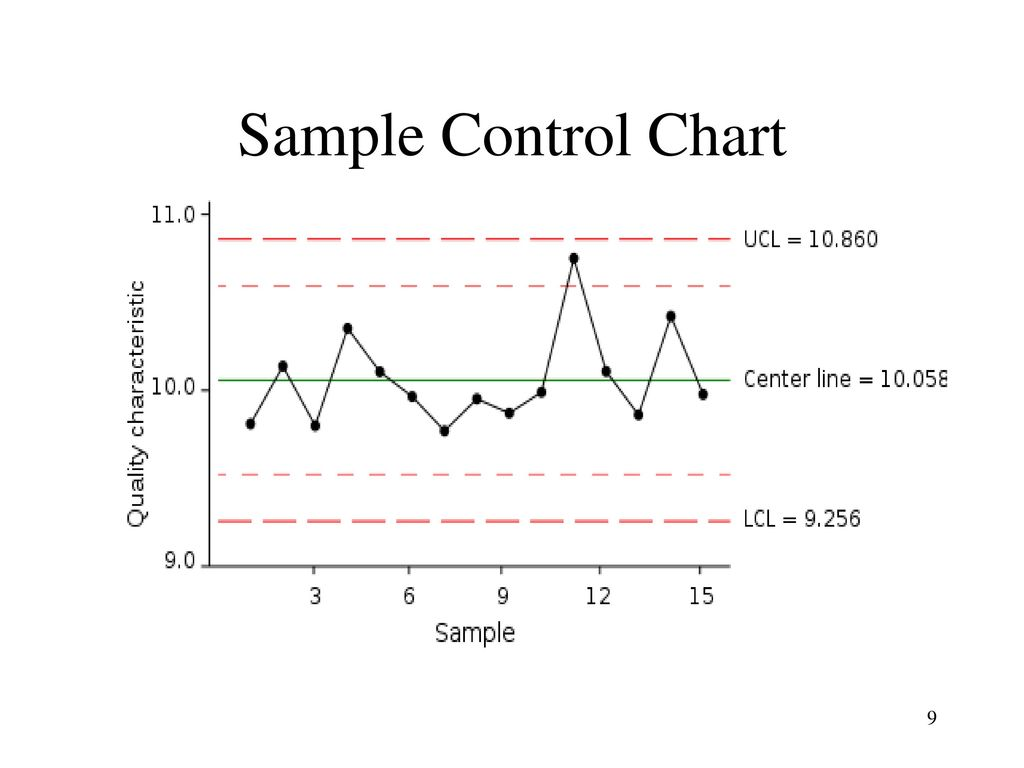 Sample Control Chart
11.0
UCL = 10.860
Quality characteristic
10.0
Center line = 10.058
LCL = 9.256
9.0
3 6 9 12 15
Sample
9